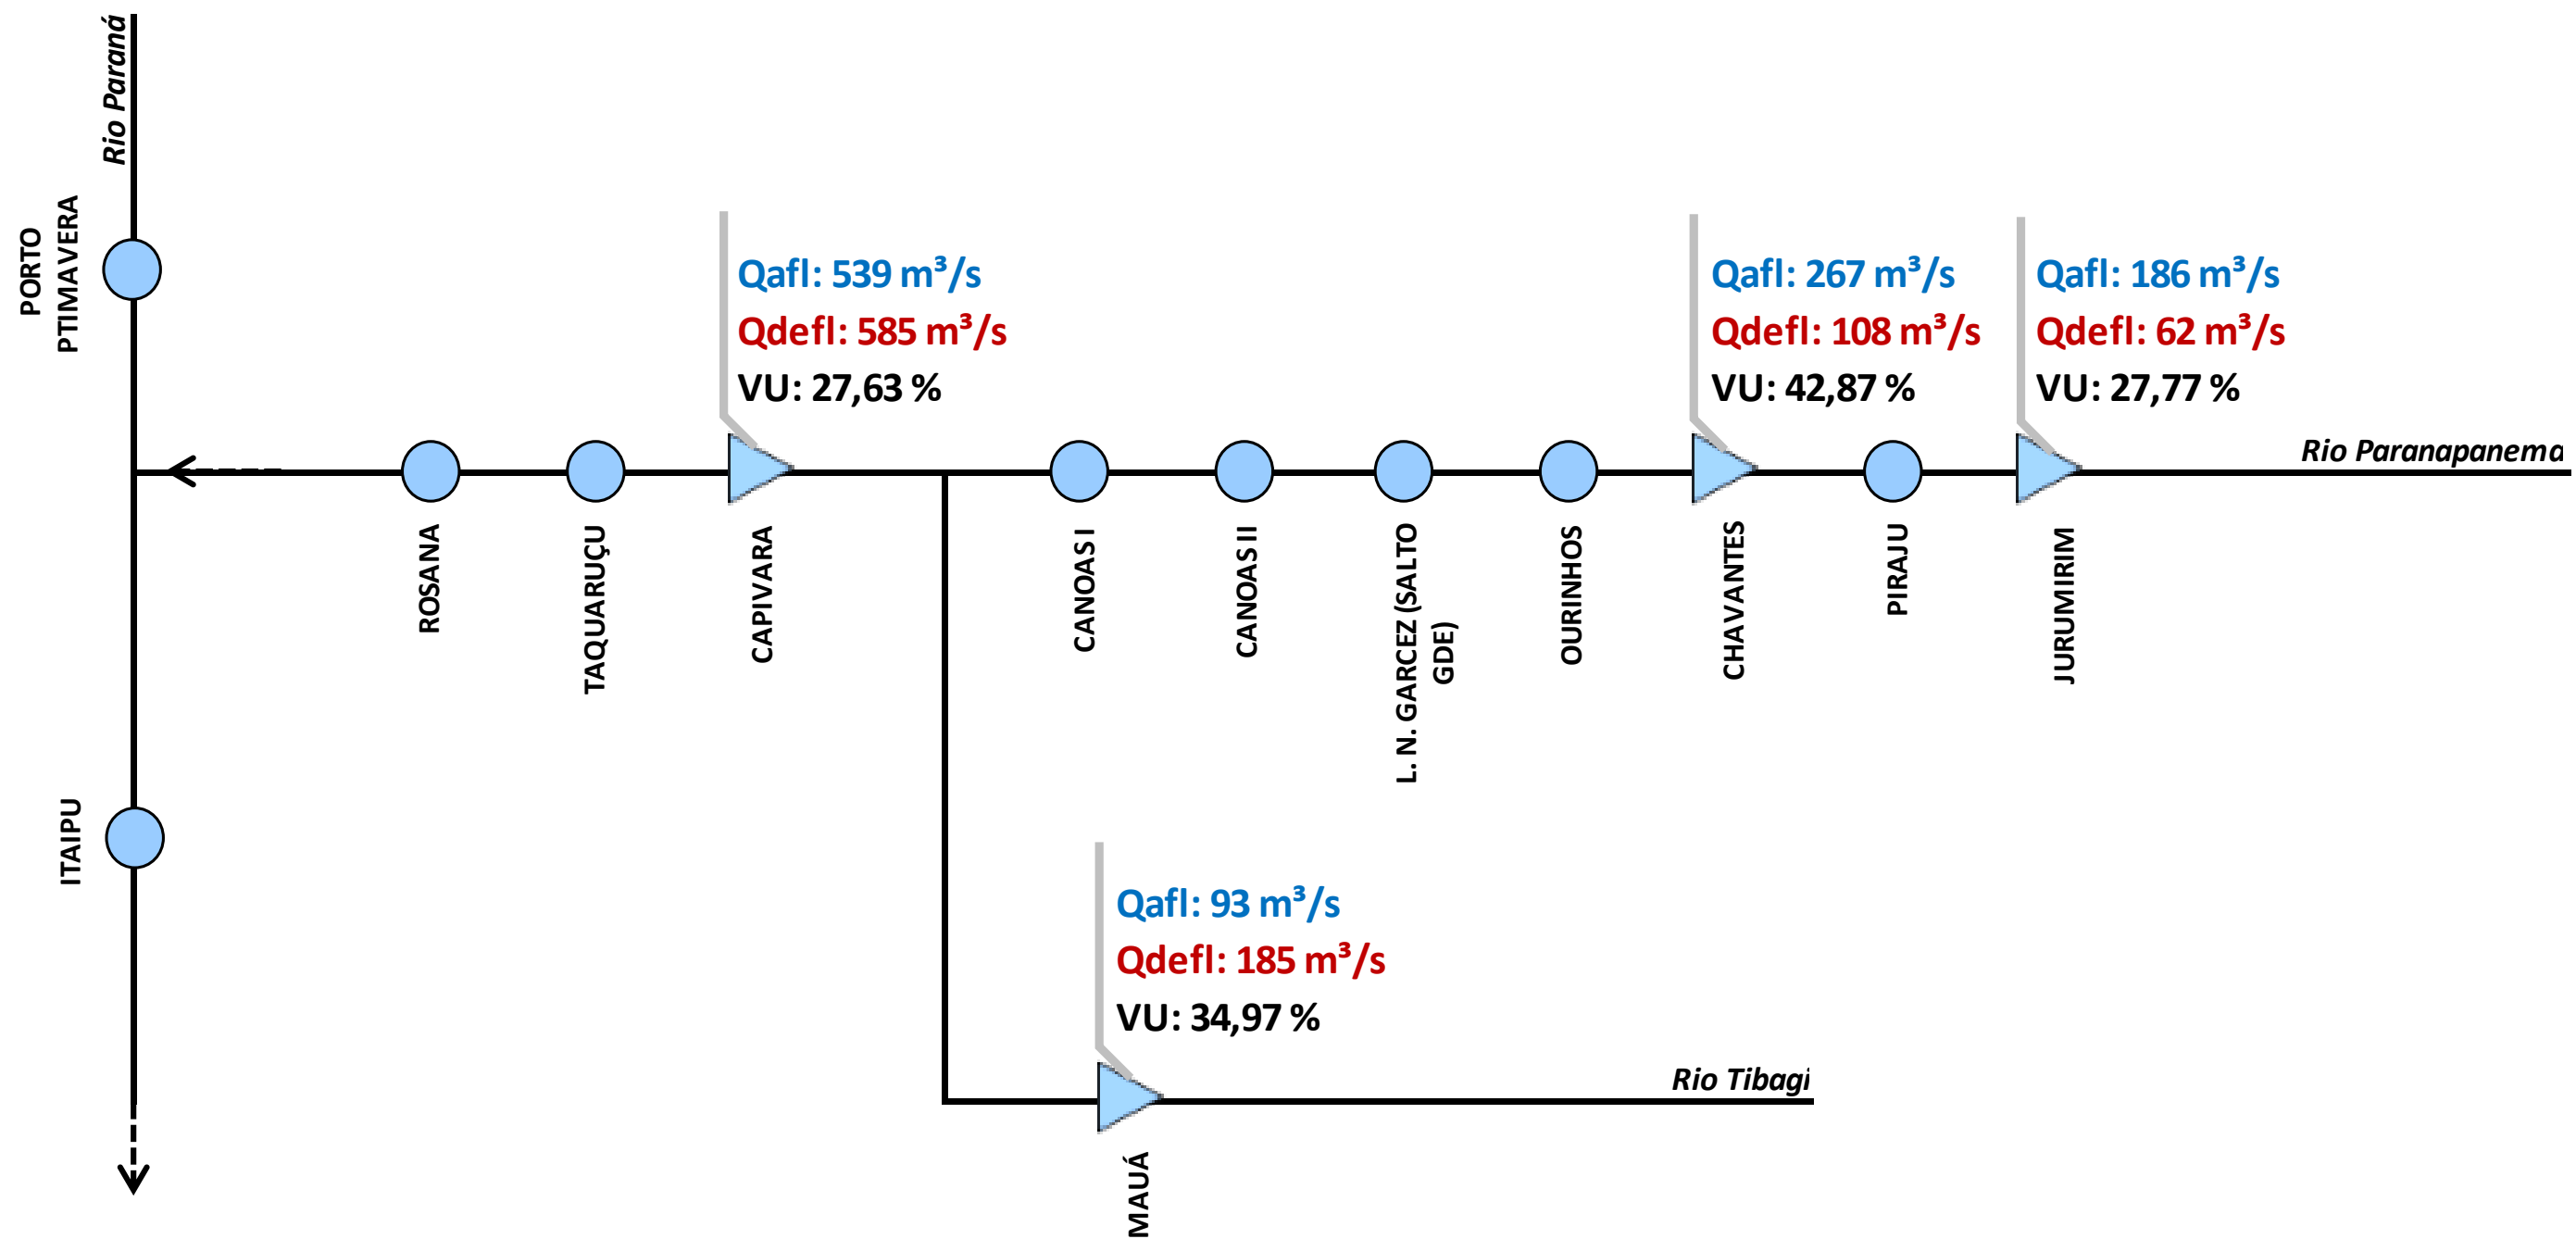 Rio Paraná
PORTO
PTIMAVERA
Qafl: 539 m³/s
Qdefl: 585 m³/s
VU: 27,63 %
Qafl: 267 m³/s
Qdefl: 108 m³/s
VU: 42,87 %
Qafl: 186 m³/s
Qdefl: 62 m³/s
VU: 27,77 %
Rio Paranapanema
ROSANA
TAQUARUÇU
CAPIVARA
CANOAS I
CANOAS II
L. N. GARCEZ (SALTO
GDE)
OURINHOS
CHAVANTES
PIRAJU
JURUMIRIM
ITAIPU
Qafl: 93 m³/s
Qdefl: 185 m³/s
VU: 34,97 %
Rio Tibagi
MAUÁ